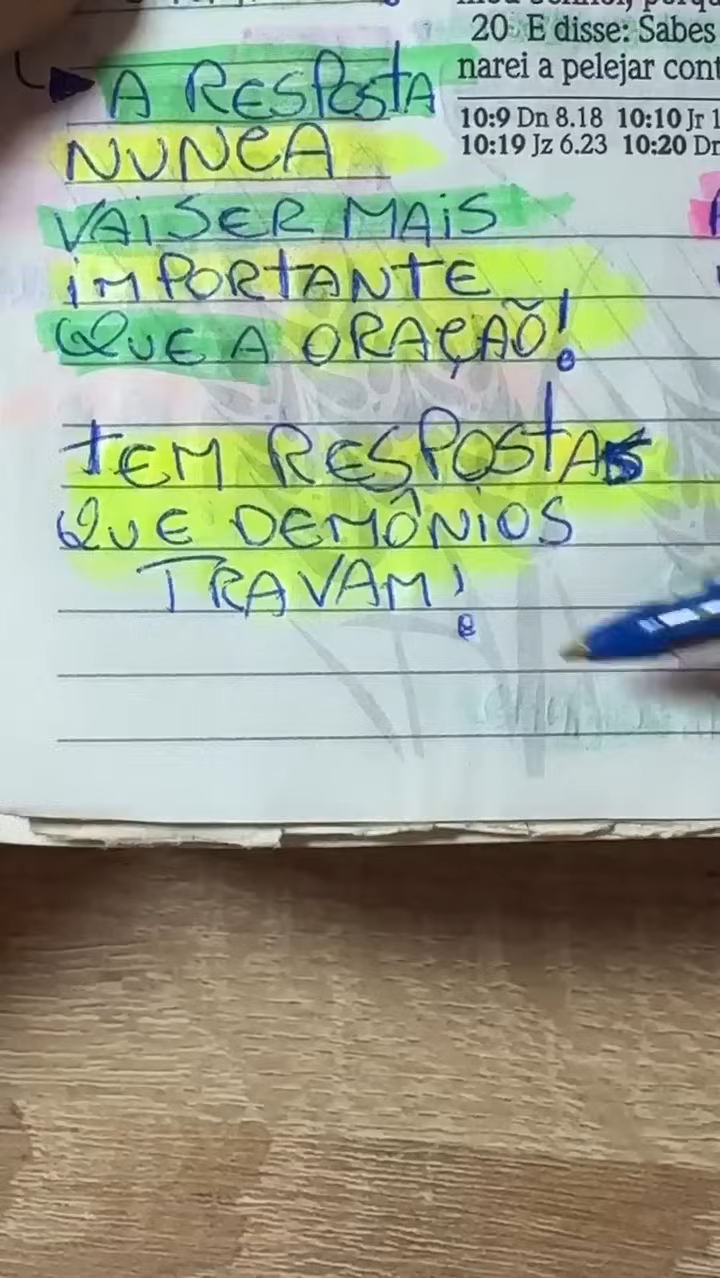 20 E disse: Sabes
narei a pelejar cont
10:9 Dn 8.18 10:10 Jr 1
10:19 Jz 6.23 10:20 Dn
A RESPOSTA
NUNCA
VAI SER MAIS
IMPORTANTE
QUE A ORAÇÃO!
TEM RESPOSTAS
QUE DEMÔNIOS
TRAVAM!